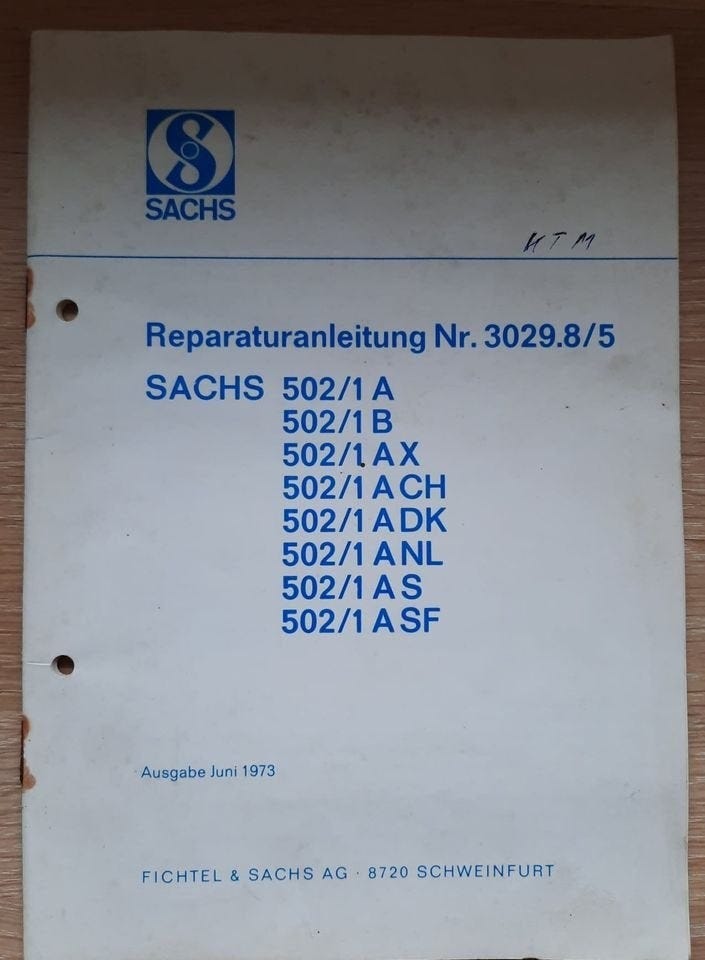 SACHS
KTM
Reparaturanleitung Nr. 3029.8/5
SACHS 502/1 A
502/1 B
502/1 AX
502/1 ACH
502/1 ADK
502/1 ANL
502/1 AS
502/1 ASF
Ausgabe Juni 1973
FICHTEL & SACHS AG · 8720 SCHWEINFURT